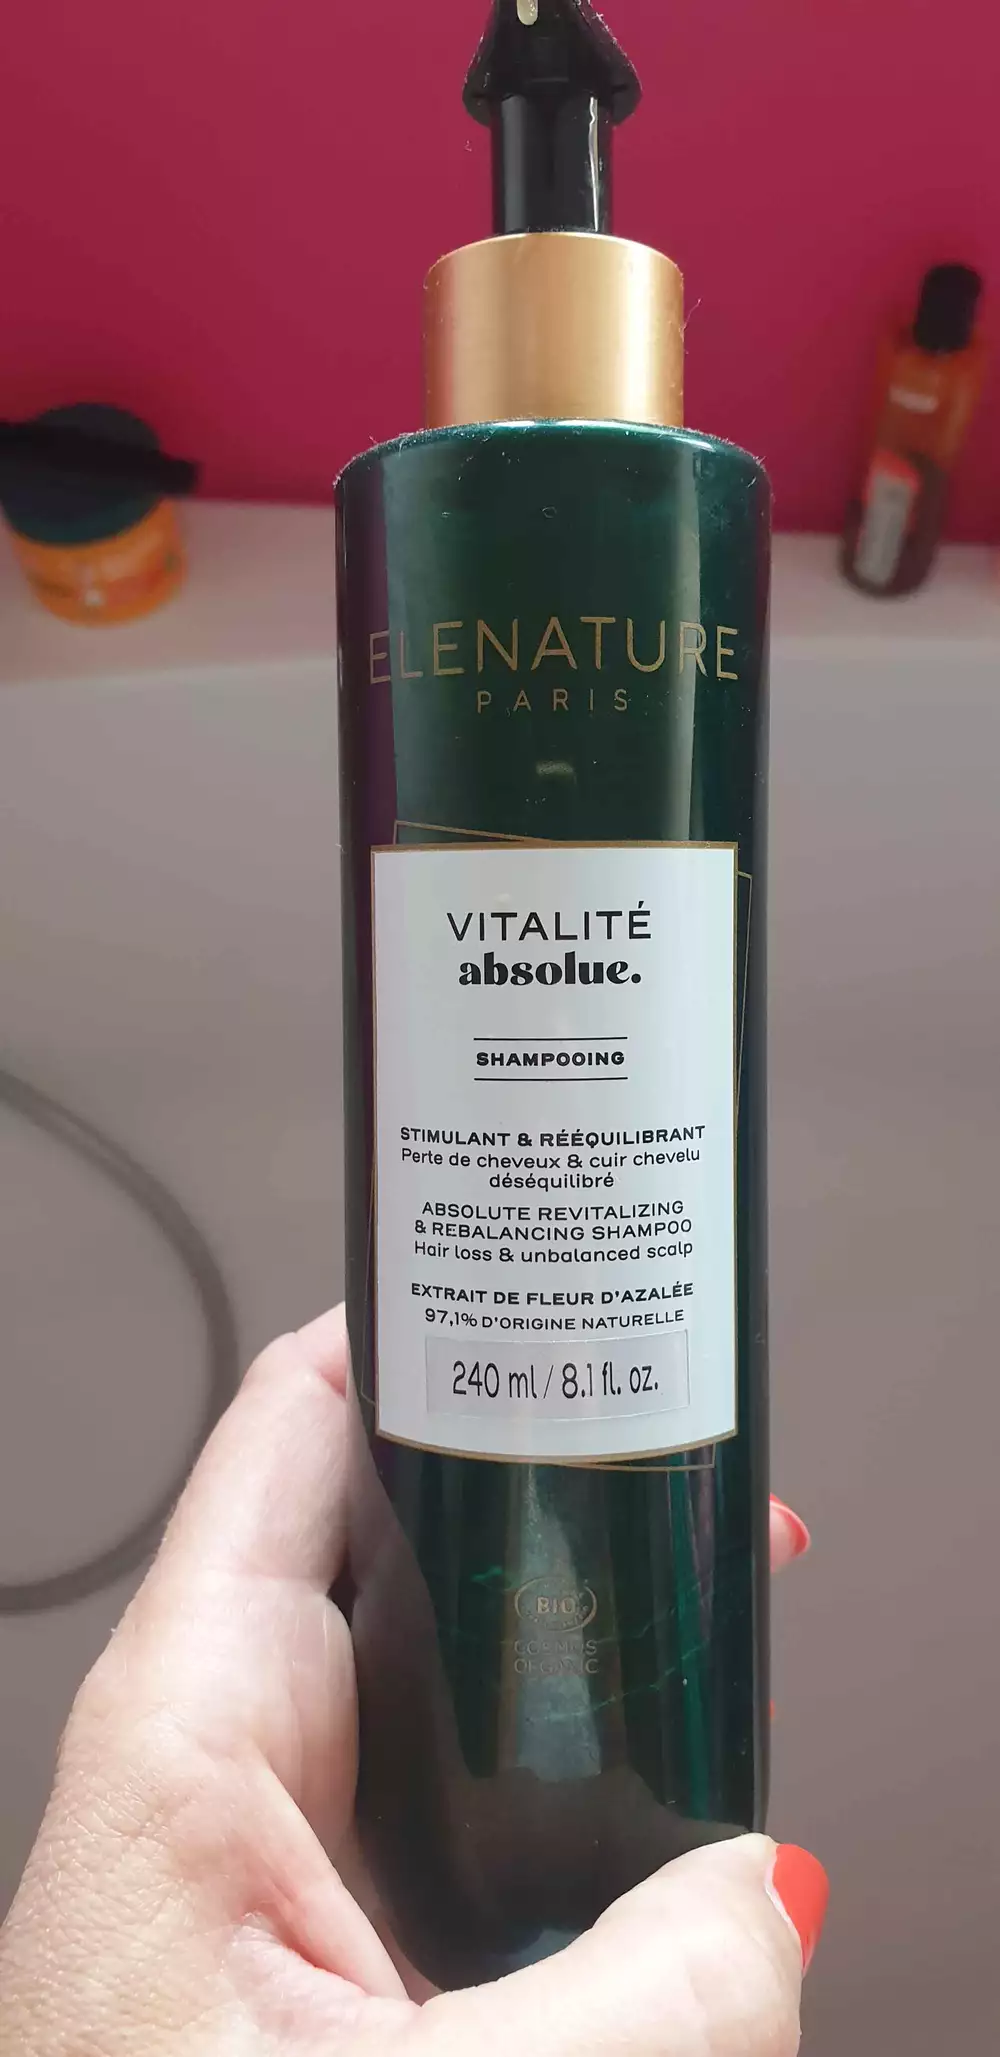 ELENATURE
PARIS
VITALITÉ
absolue.
SHAMPOOING
STIMULANT & RÉÉQUILIBRANT
Perte de cheveux & cuir chevelu
déséquilibré
ABSOLUTE REVITALIZING
& REBALANCING SHAMPOO
Hair loss & unbalanced scalp
EXTRAIT DE FLEUR D'AZALÉE
97,1% D'ORIGINE NATURELLE
240 ml / 8.1 fl. oz.
BIO
COSMOS
ORGANIC